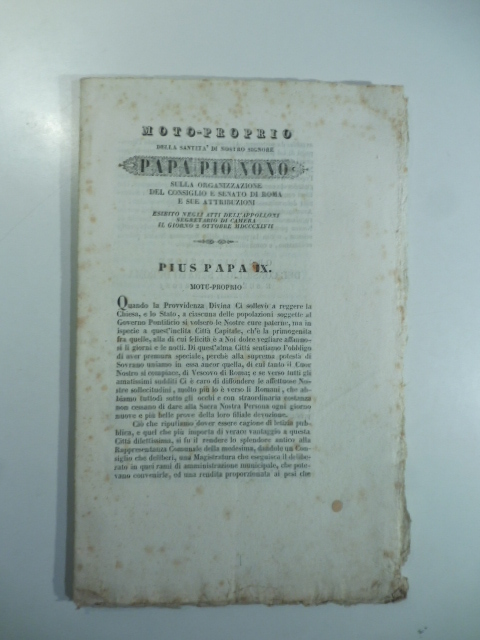 MOTO-PROPRIO
DELLA SANTITA' DI NOSTRO SIGNORE
PAPA PIO NONO
SULLA ORGANIZZAZIONE
DEL CONSIGLIO E SENATO DI ROMA
E SUE ATTRIBUZIONI
ESIBITO NEGLI ATTI DELL'APPOLLONI
SEGRETARIO DI CAMERA
IL GIORNO 2 OTTOBRE MDCCCXLVII
PIUS PAPA IX.
MOTU-PROPRIO
Quando la Provvidenza Divina Ci sollevò a reggere la
Chiesa, e lo Stato, a ciascuna delle popolazioni soggette al
Governo Pontificio si volsero le Nostre cure paterne, ma in
ispecie a quest'inclita Città Capitale, ch'è la primogenita
fra quelle, alla di cui felicità è a Noi dolce vegliare affanno-
si li giorni e le notti. Di quest'alma Città sentiamo l'obbligo
di aver premura speciale, perchè alla suprema potestà di
Sovrano uniamo in essa ancor quella, di cui tanto il Cuor
Nostro si compiace, di Vescovo di Roma; e se verso tutti gli
amatissimi sudditi Ci è caro di diffondere le affettuose No-
stre sollecitudini, molto più lo è verso li Romani, che ab-
biamo tuttodì sotto gli occhi e con straordinaria costanza
non cessano di dare alla Sacra Nostra Persona ogni giorno
nuove e più belle prove della loro filiale devozione.
Ciò che riputiamo dover essere cagione di letizia pub-
blica, e quel che più importa di verace vantaggio a questa
Città dilettissima, si fu il rendere lo splendore antico alla
Rappresentanza Comunale della medesima, dandole un Con-
siglio che deliberi, una Magistratura che eseguisca il delibe-
rato in quei rami di amministrazione municipale, che pote-
vano convenirle, ed una rendita proporzionata ai pesi che